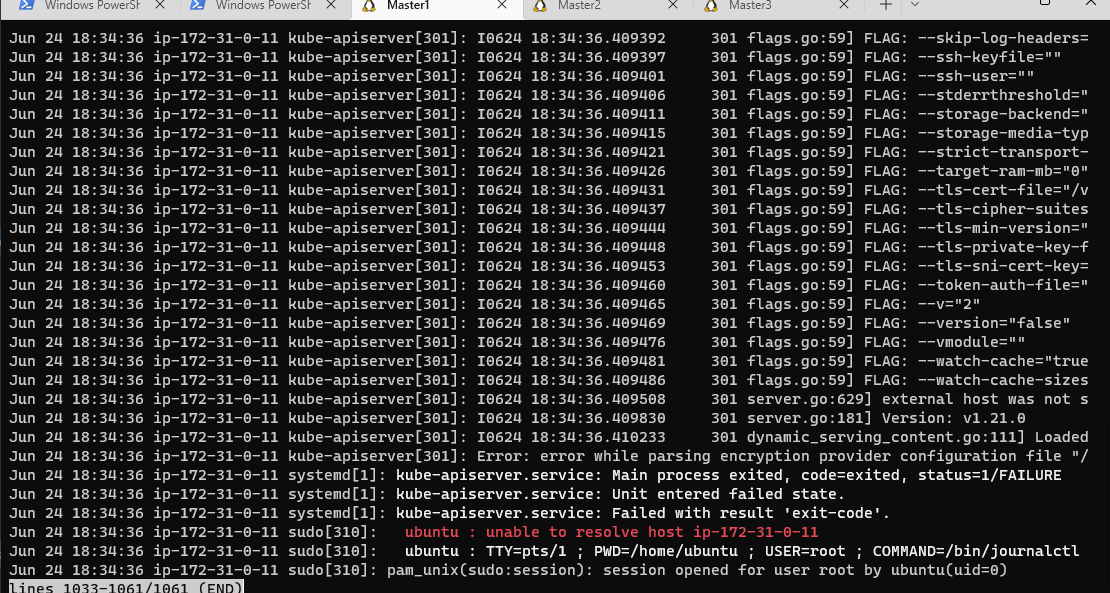 Windows PowerSh Windows PowerSh Master1 Master2 Master3
Jun 24 18:34:36 ip-172-31-0-11 kube-apiserver[301]: I0624 18:34:36.409392     301 flags.go:59] FLAG: --skip-log-headers=
Jun 24 18:34:36 ip-172-31-0-11 kube-apiserver[301]: I0624 18:34:36.409397     301 flags.go:59] FLAG: --ssh-keyfile=""
Jun 24 18:34:36 ip-172-31-0-11 kube-apiserver[301]: I0624 18:34:36.409401     301 flags.go:59] FLAG: --ssh-user=""
Jun 24 18:34:36 ip-172-31-0-11 kube-apiserver[301]: I0624 18:34:36.409406     301 flags.go:59] FLAG: --stderrthreshold="
Jun 24 18:34:36 ip-172-31-0-11 kube-apiserver[301]: I0624 18:34:36.409411     301 flags.go:59] FLAG: --storage-backend="
Jun 24 18:34:36 ip-172-31-0-11 kube-apiserver[301]: I0624 18:34:36.409415     301 flags.go:59] FLAG: --storage-media-typ
Jun 24 18:34:36 ip-172-31-0-11 kube-apiserver[301]: I0624 18:34:36.409421     301 flags.go:59] FLAG: --strict-transport-
Jun 24 18:34:36 ip-172-31-0-11 kube-apiserver[301]: I0624 18:34:36.409426     301 flags.go:59] FLAG: --target-ram-mb="0"
Jun 24 18:34:36 ip-172-31-0-11 kube-apiserver[301]: I0624 18:34:36.409431     301 flags.go:59] FLAG: --tls-cert-file="/v
Jun 24 18:34:36 ip-172-31-0-11 kube-apiserver[301]: I0624 18:34:36.409437     301 flags.go:59] FLAG: --tls-cipher-suites
Jun 24 18:34:36 ip-172-31-0-11 kube-apiserver[301]: I0624 18:34:36.409444     301 flags.go:59] FLAG: --tls-min-version="
Jun 24 18:34:36 ip-172-31-0-11 kube-apiserver[301]: I0624 18:34:36.409448     301 flags.go:59] FLAG: --tls-private-key-f
Jun 24 18:34:36 ip-172-31-0-11 kube-apiserver[301]: I0624 18:34:36.409453     301 flags.go:59] FLAG: --tls-sni-cert-key=
Jun 24 18:34:36 ip-172-31-0-11 kube-apiserver[301]: I0624 18:34:36.409460     301 flags.go:59] FLAG: --token-auth-file="
Jun 24 18:34:36 ip-172-31-0-11 kube-apiserver[301]: I0624 18:34:36.409465     301 flags.go:59] FLAG: --v="2"
Jun 24 18:34:36 ip-172-31-0-11 kube-apiserver[301]: I0624 18:34:36.409469     301 flags.go:59] FLAG: --version="false"
Jun 24 18:34:36 ip-172-31-0-11 kube-apiserver[301]: I0624 18:34:36.409476     301 flags.go:59] FLAG: --vmodule=""
Jun 24 18:34:36 ip-172-31-0-11 kube-apiserver[301]: I0624 18:34:36.409481     301 flags.go:59] FLAG: --watch-cache="true
Jun 24 18:34:36 ip-172-31-0-11 kube-apiserver[301]: I0624 18:34:36.409486     301 flags.go:59] FLAG: --watch-cache-sizes
Jun 24 18:34:36 ip-172-31-0-11 kube-apiserver[301]: I0624 18:34:36.409508     301 server.go:629] external host was not s
Jun 24 18:34:36 ip-172-31-0-11 kube-apiserver[301]: I0624 18:34:36.409830     301 server.go:181] Version: v1.21.0
Jun 24 18:34:36 ip-172-31-0-11 kube-apiserver[301]: I0624 18:34:36.410233     301 dynamic_serving_content.go:111] Loaded
Jun 24 18:34:36 ip-172-31-0-11 kube-apiserver[301]: Error: error while parsing encryption provider configuration file "/
Jun 24 18:34:36 ip-172-31-0-11 systemd[1]: kube-apiserver.service: Main process exited, code=exited, status=1/FAILURE
Jun 24 18:34:36 ip-172-31-0-11 systemd[1]: kube-apiserver.service: Unit entered failed state.
Jun 24 18:34:36 ip-172-31-0-11 systemd[1]: kube-apiserver.service: Failed with result 'exit-code'.
Jun 24 18:34:36 ip-172-31-0-11 sudo[310]:   ubuntu : unable to resolve host ip-172-31-0-11
Jun 24 18:34:36 ip-172-31-0-11 sudo[310]:   ubuntu : TTY=pts/1 ; PWD=/home/ubuntu ; USER=root ; COMMAND=/bin/journalctl
Jun 24 18:34:36 ip-172-31-0-11 sudo[310]: pam_unix(sudo:session): session opened for user root by ubuntu(uid=0)
lines 1033-1061/1061 (END)